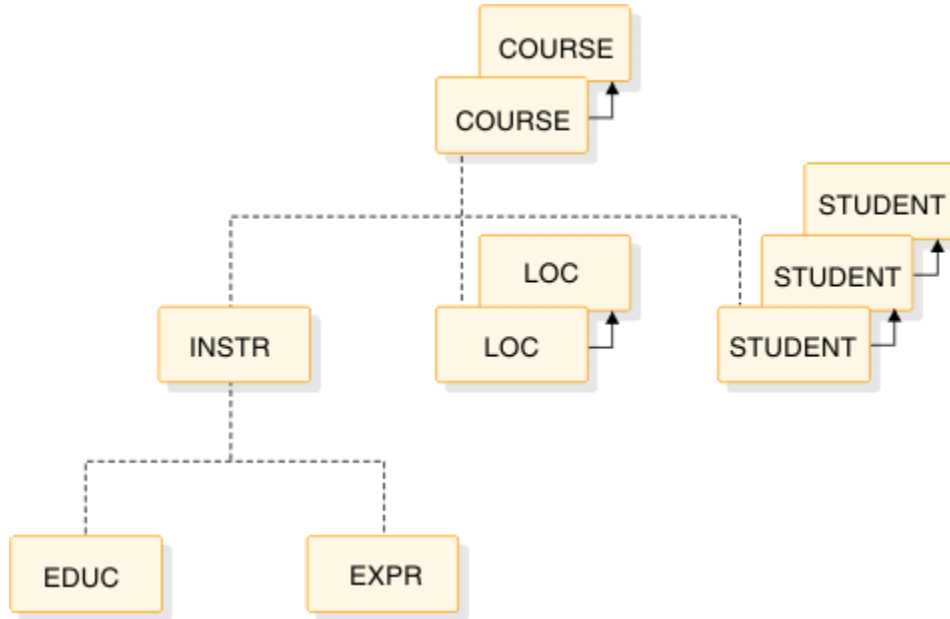 COURSE
COURSE
STUDENT
LOC
STUDENT
INSTR
LOC
STUDENT
EDUC
EXPR